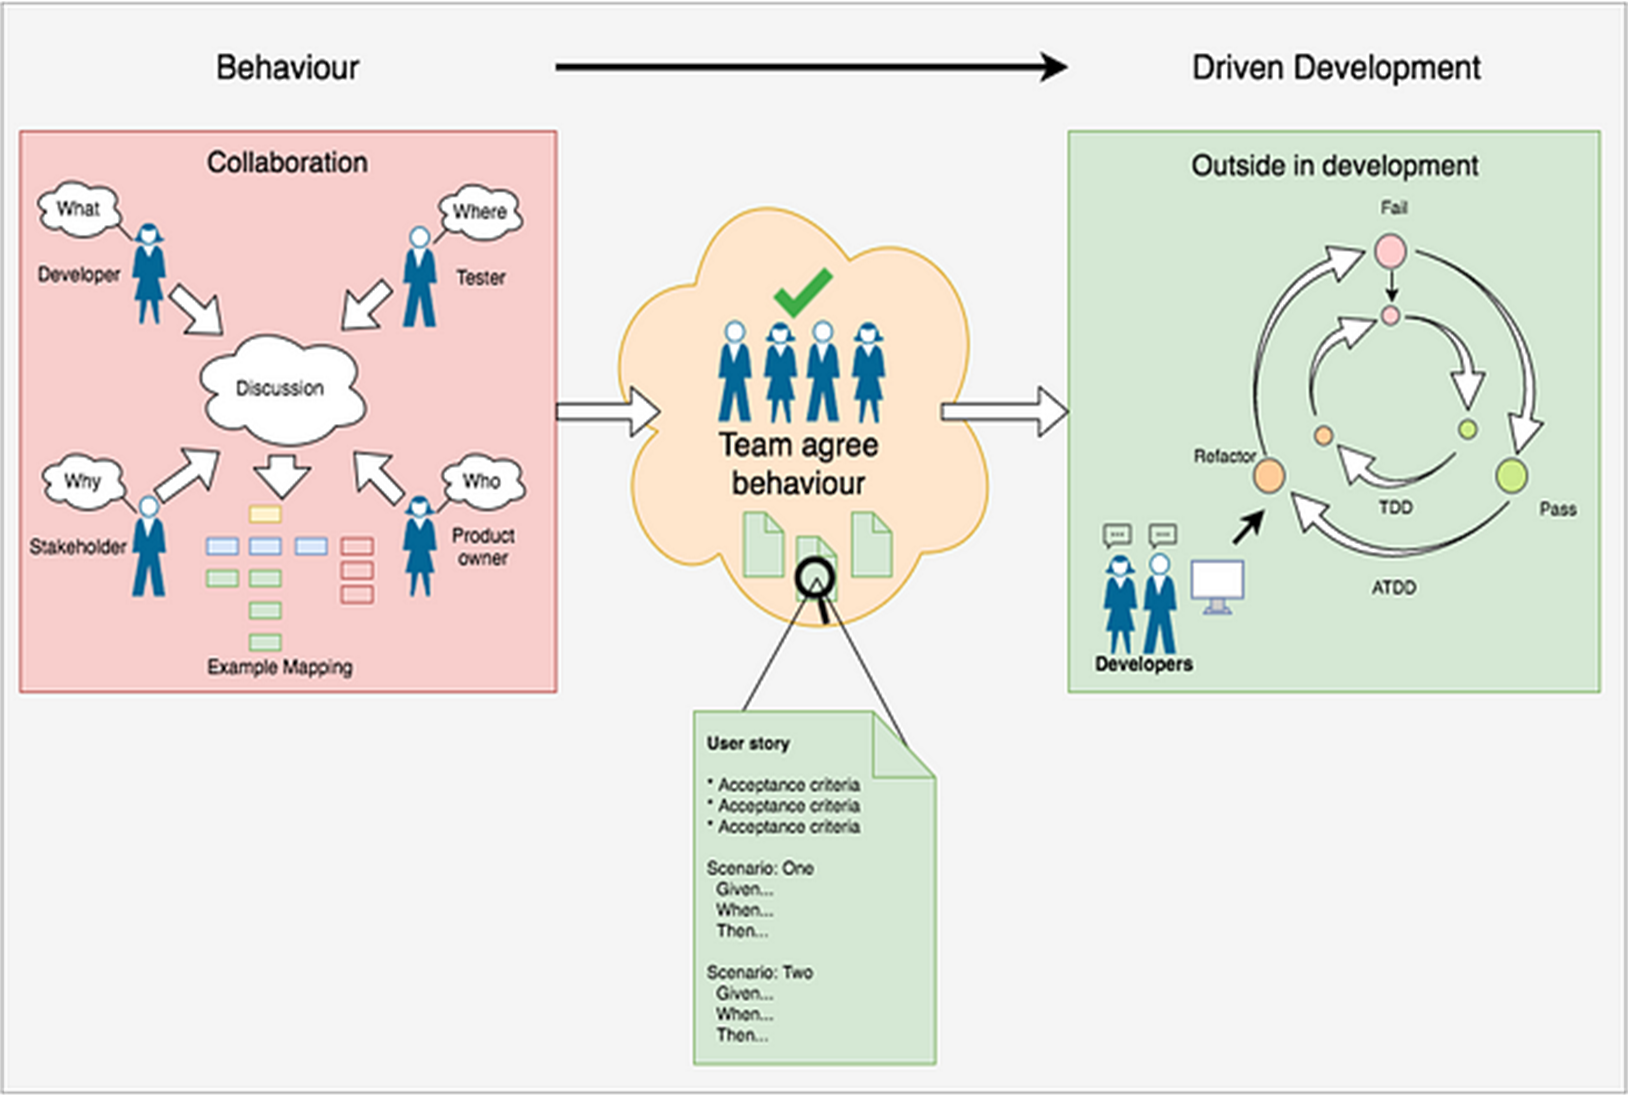 Behaviour
Driven Development
Collaboration
What
Where
Developer
Tester
Discussion
Why
Who
Stakeholder
Product
owner
Example Mapping
Team agree
behaviour
User story
* Acceptance criteria
* Acceptance criteria
* Acceptance criteria
Scenario: One
Given...
When...
Then...
Scenario: Two
Given...
When...
Then...
Outside in development
Fail
Refactor
TDD
Pass
ATDD
...
...
Developers